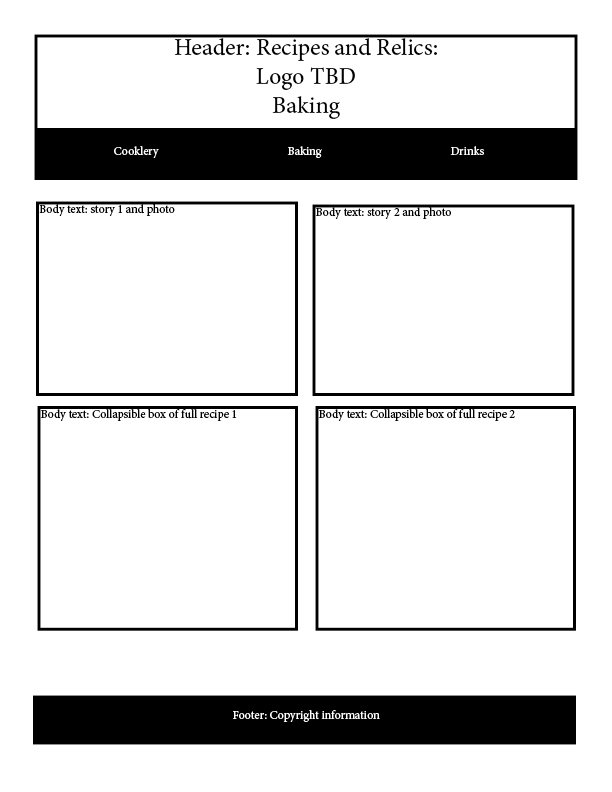 Header: Recipes and Relics:
Logo TBD
Baking
Cooklery
Baking
Drinks
Body text: story 1 and photo
Body text: story 2 and photo
Body text: Collapsible box of full recipe 1
Body text: Collapsible box of full recipe 2
Footer: Copyright information